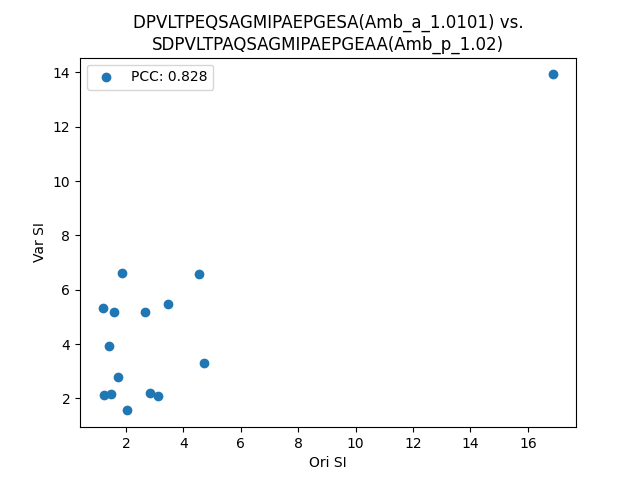 DPVLTPEQSAGMIPAEPGESA(Amb_a_1.0101) vs.
SDPVLTPAQSAGMIPAEPGEAA(Amb_p_1.02)
PCC: 0.828
14
12
10
8
6
4
2
Var SI
2 4 6 8 10 12 14 16
Ori SI